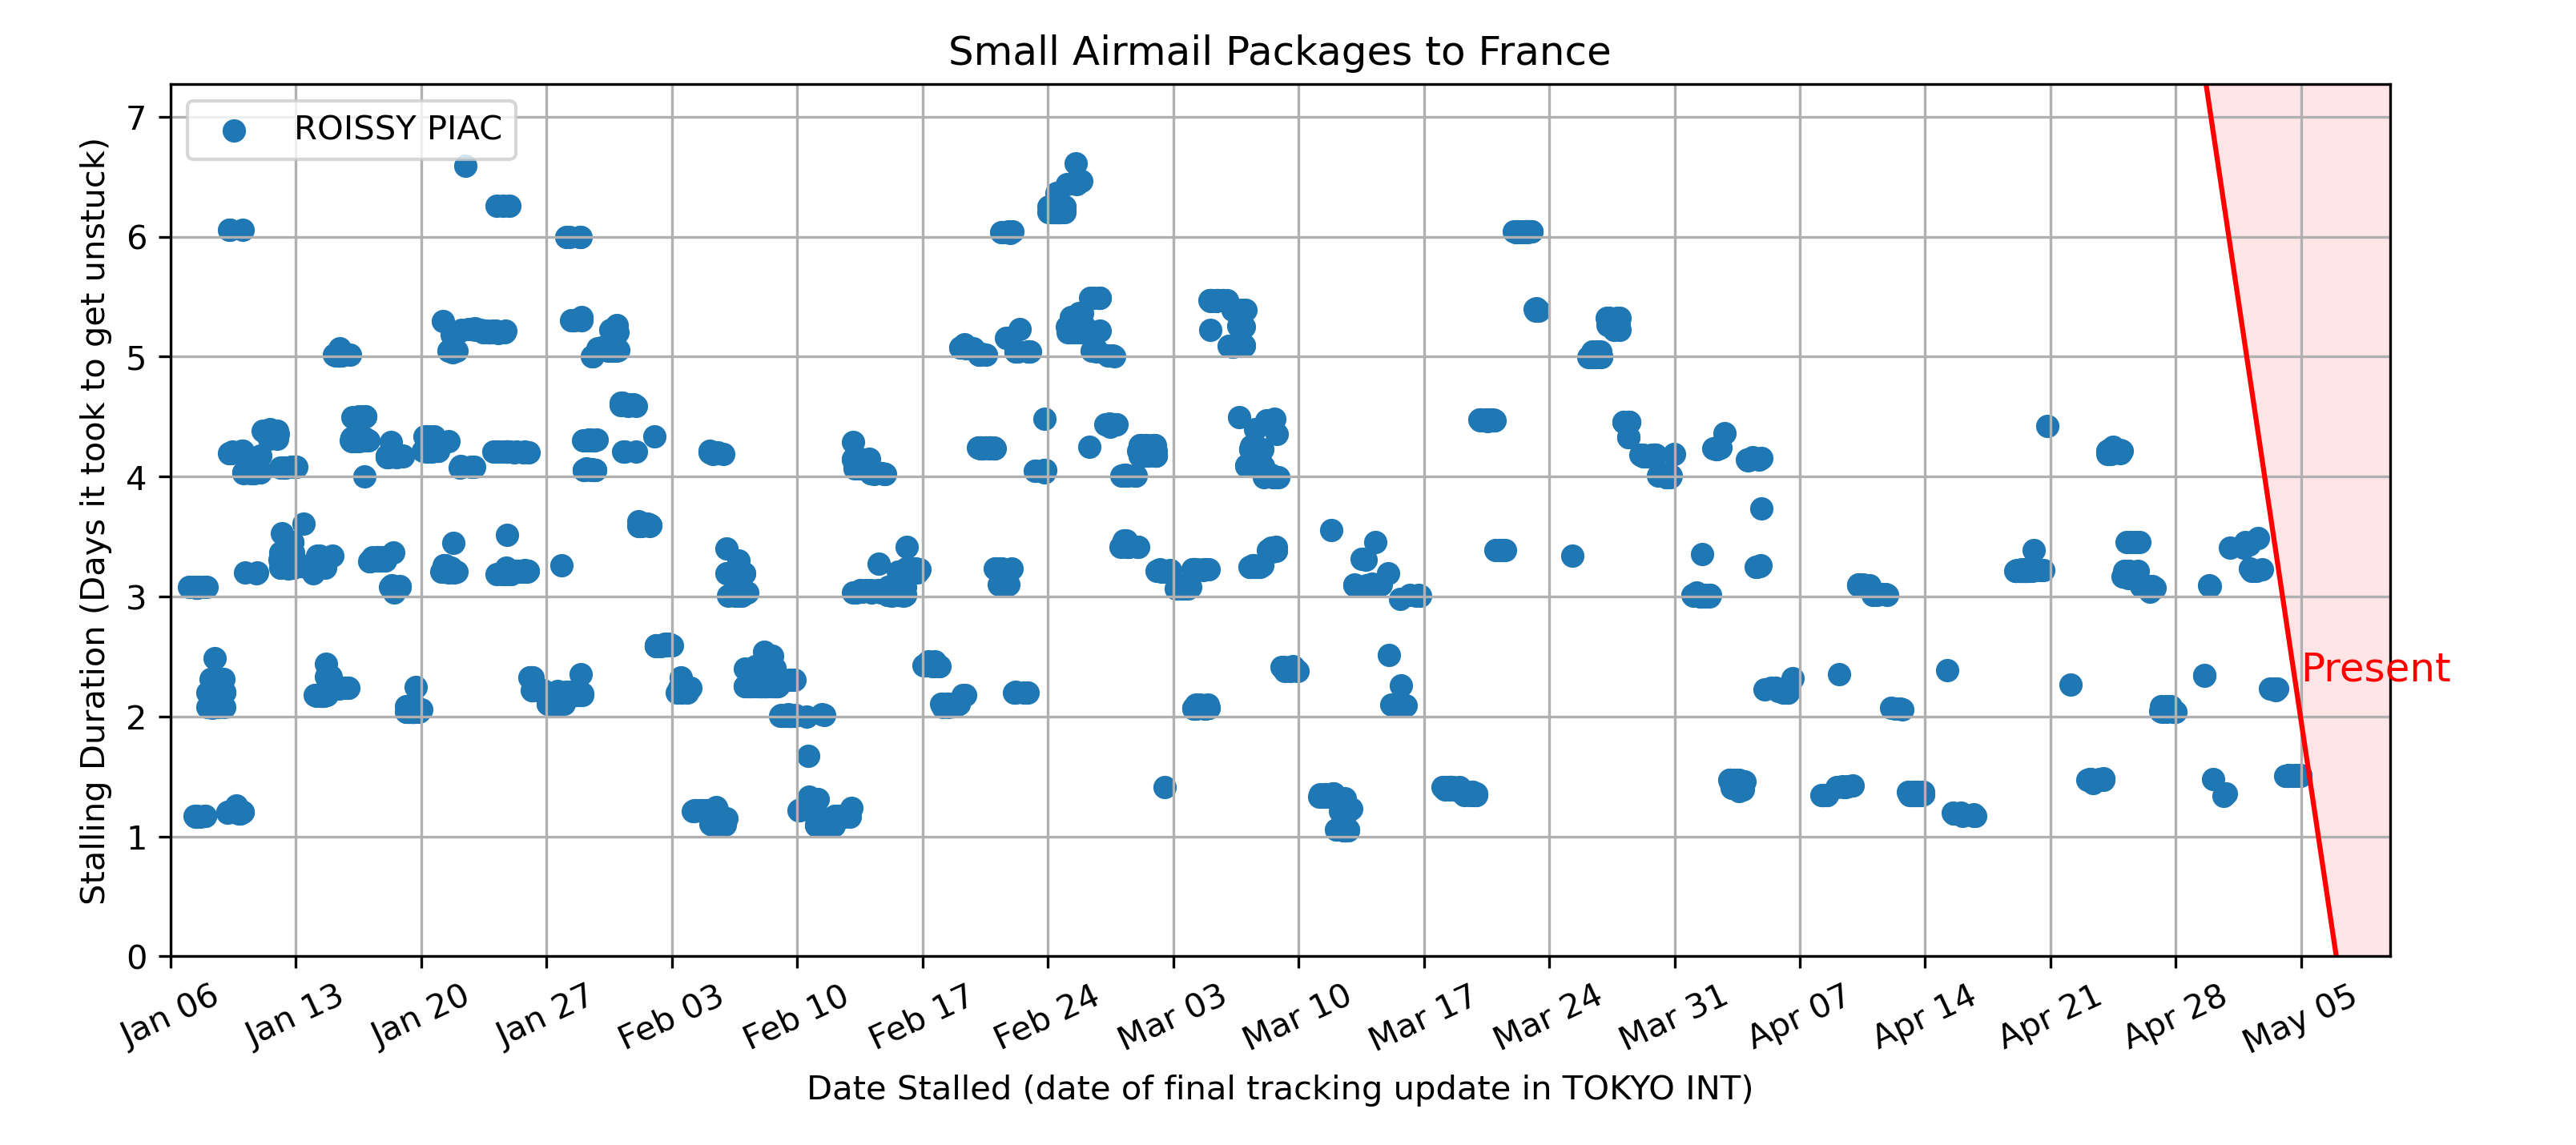 Small Airmail Packages to France
ROISSY PIAC
Stalling Duration (Days it took to get unstuck)
7
6
5
4
3
2
1
0
Present
Jan 06
Jan 13
Jan 20
Jan 27
Feb 03
Feb 10
Feb 17
Feb 24
Mar 03
Mar 10
Mar 17
Mar 24
Mar 31
Apr 07
Apr 14
Apr 21
Apr 28
May 05
Date Stalled (date of final tracking update in TOKYO INT)